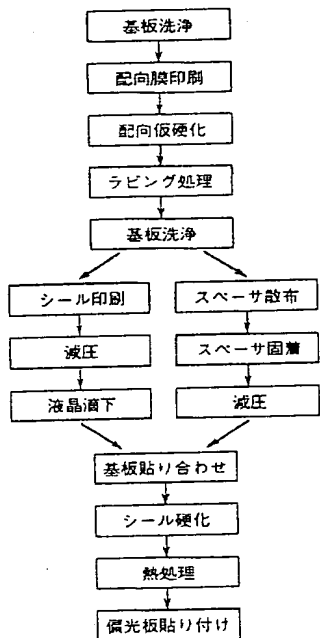 基板洗浄
配向膜印刷
配向仮硬化
ラビング処理
基板洗浄
シール印刷
減圧
液晶滴下
スペーサ散布
スペーサ固着
減圧
基板貼り合わせ
シール硬化
熱処理
偏光板貼り付け